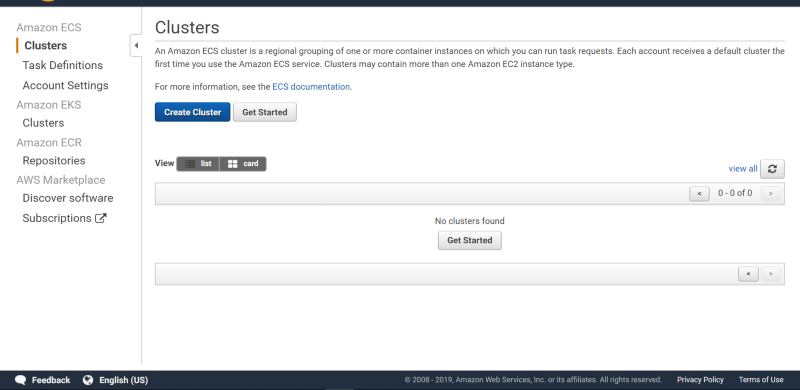 Amazon ECS
Clusters
Task Definitions
Account Settings
Amazon EKS
Clusters
Amazon ECR
Repositories
AWS Marketplace
Discover software
Subscriptions
Clusters
An Amazon ECS cluster is a regional grouping of one or more container instances on which you can run task requests. Each account receives a default cluster the
first time you use the Amazon ECS service. Clusters may contain more than one Amazon EC2 instance type.
For more information, see the ECS documentation.
Create Cluster Get Started
View list card
view all
< 0 - 0 of 0 >
No clusters found
Get Started
< >
Feedback English (US) © 2008 - 2019, Amazon Web Services, Inc. or its affiliates. All rights reserved. Privacy Policy Terms of Use